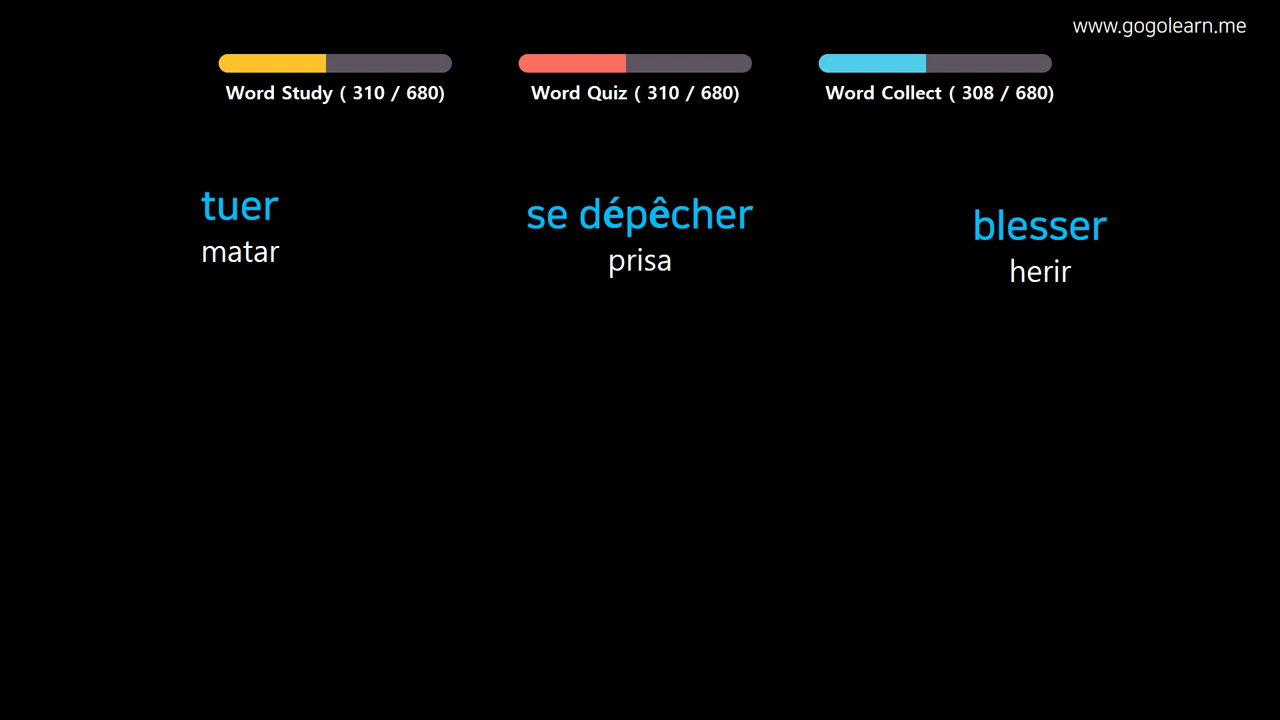 www.gogolearn.me
Word Study ( 310 / 680)
Word Quiz ( 310 / 680)
Word Collect ( 308 / 680)
tuer
matar
se dépêcher
prisa
blesser
herir